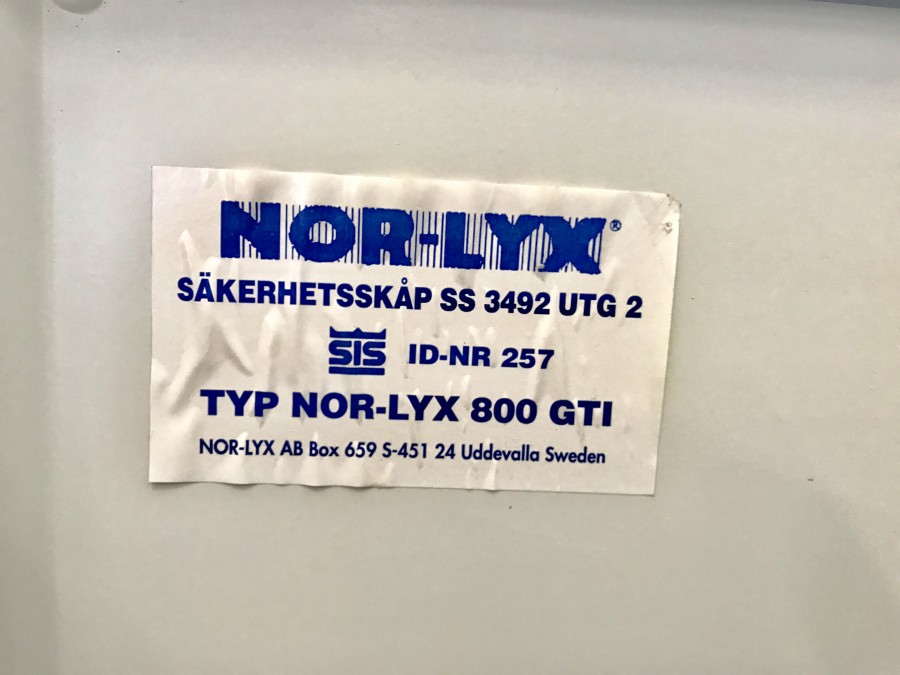 NOR-LYX®
SÄKERHETSSKÅP SS 3492 UTG 2
SIS ID-NR 257
TYP NOR-LYX 800 GTI
NOR-LYX AB Box 659 S-451 24 Uddevalla Sweden